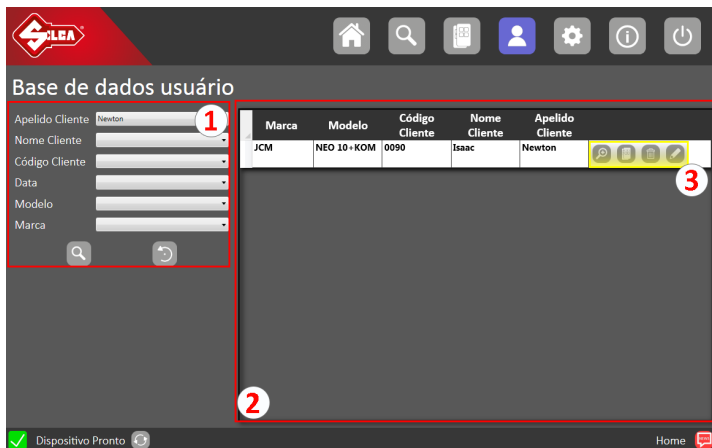 SILCA
Base de dados usuário
Apelido Cliente Newton
1
Nome Cliente
Código Cliente
Data
Modelo
Marca
Marca Modelo Código Cliente Nome Cliente Apelido Cliente
JCM NEO 10+KOM 0090 Isaac Newton
3
2
Dispositivo Pronto
Home